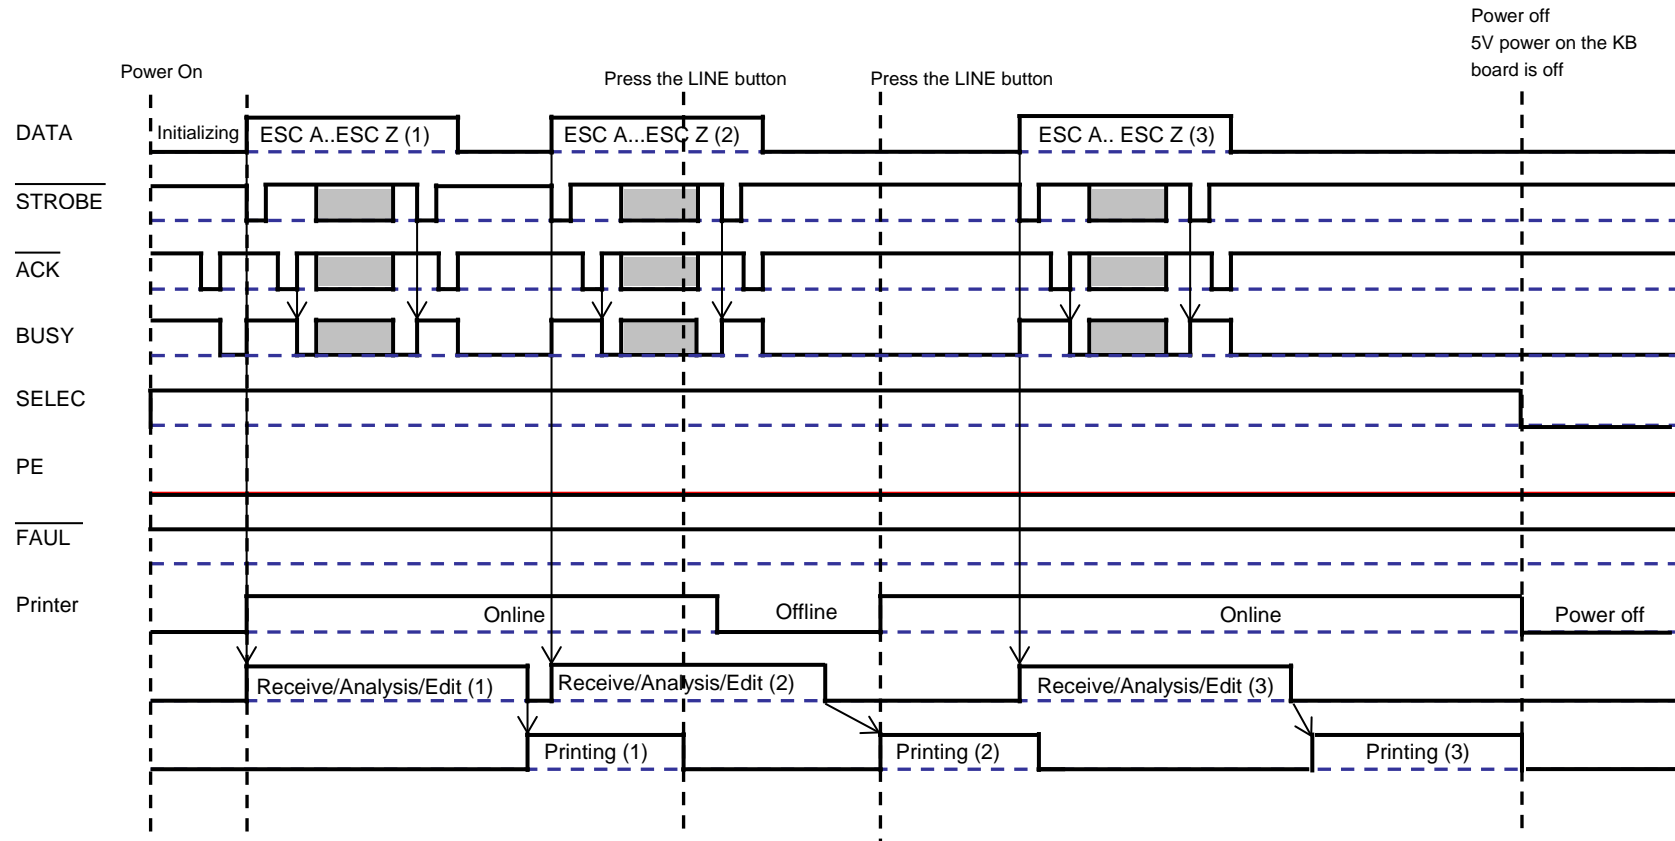 Power off
5V power on the KB
board is off
Power On
Press the LINE button
Press the LINE button
DATA
Initializing
ESC A..ESC Z (1)
ESC A...ESC Z (2)
ESC A.. ESC Z (3)
STROBE
ACK
BUSY
SELEC
PE
FAUL
Printer
Online
Offline
Online
Power off
Receive/Analysis/Edit (1)
Receive/Analysis/Edit (2)
Receive/Analysis/Edit (3)
Printing (1)
Printing (2)
Printing (3)